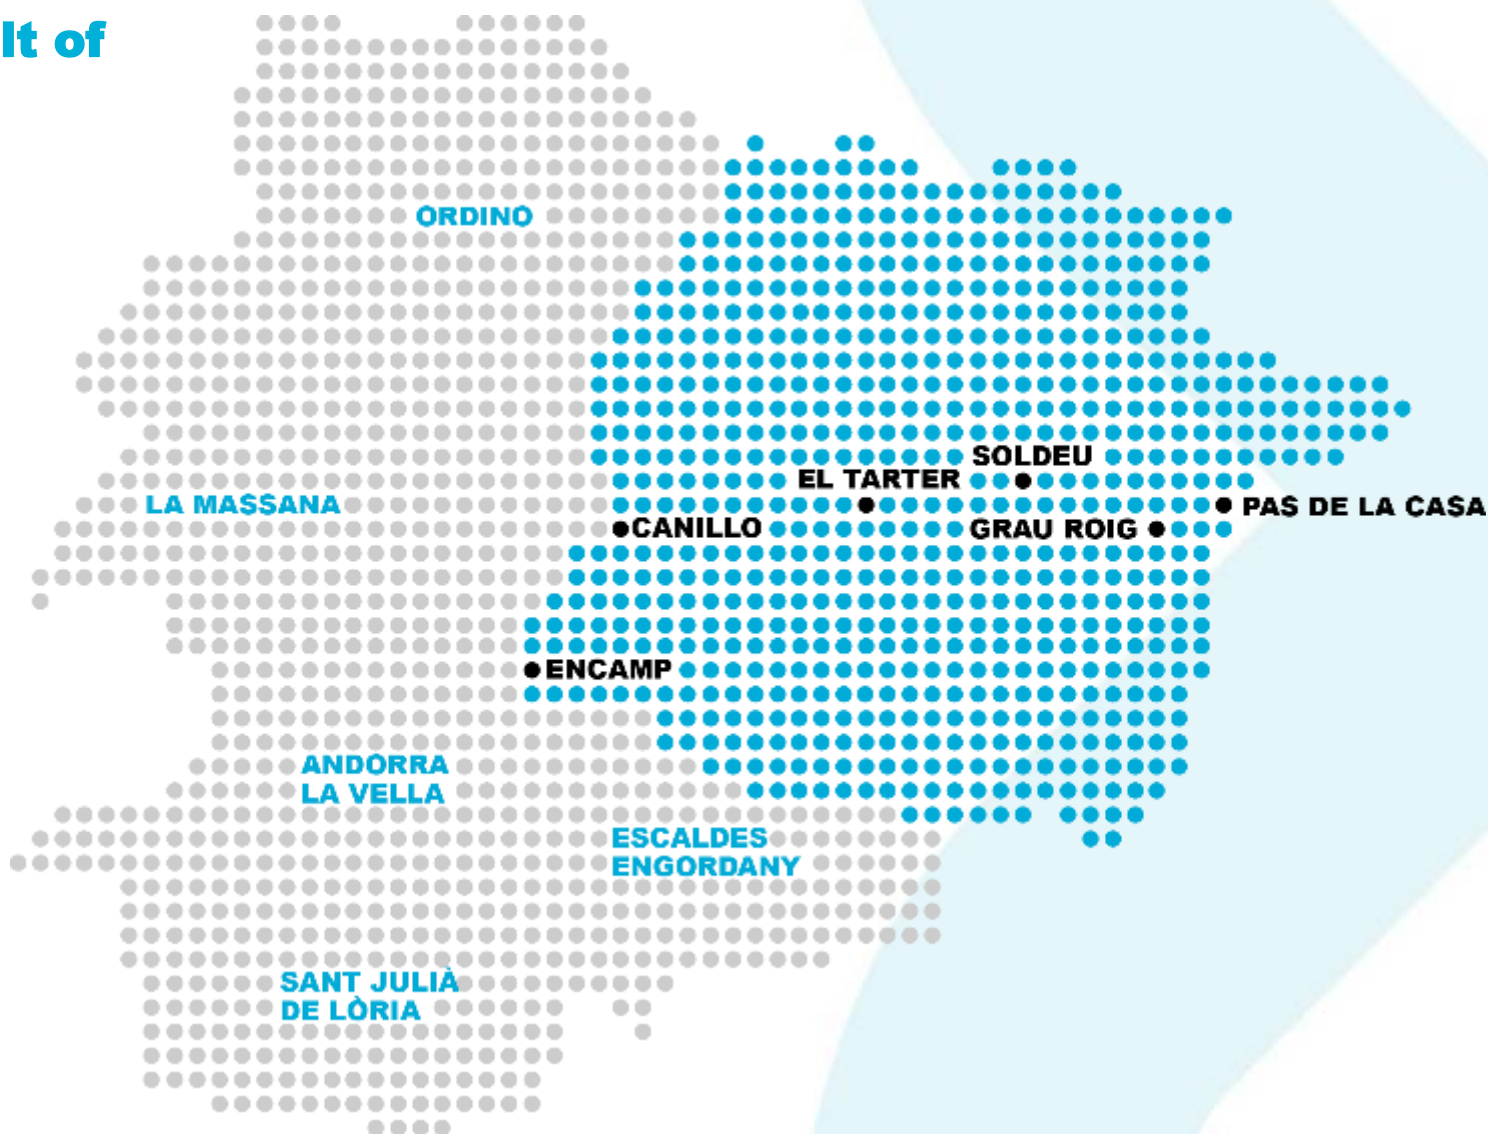 lt of
ORDINO
SOLDEU
EL TARTER
LA MASSANA
PAS DE LA CASA
CANILLO
GRAU ROIG
ENCAMP
ANDORRA
LA VELLA
ESCALDES
ENGORDANY
SANT JULIÀ
DE LÒRIA